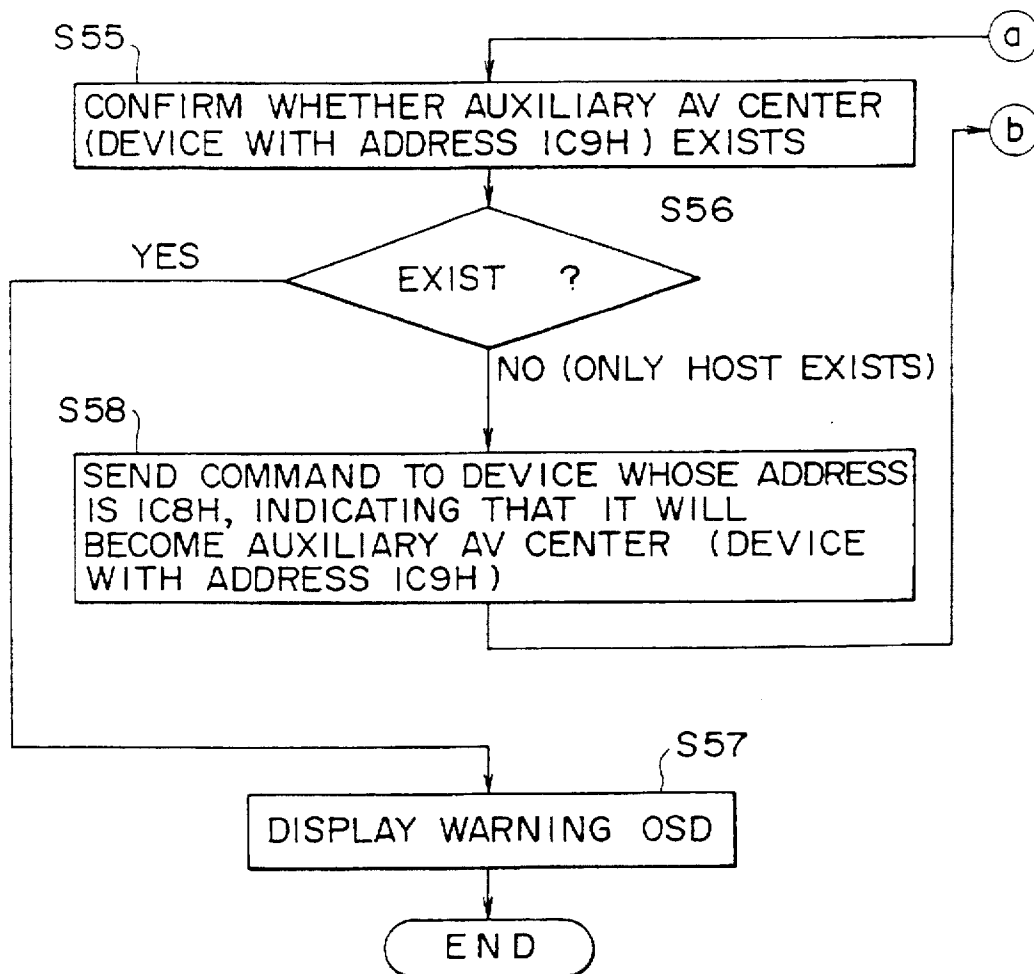 S55
a
CONFIRM WHETHER AUXILIARY AV CENTER
(DEVICE WITH ADDRESS IC9H) EXISTS
b
S56
YES
EXIST ?
NO (ONLY HOST EXISTS)
S58
SEND COMMAND TO DEVICE WHOSE ADDRESS
IS IC8H, INDICATING THAT IT WILL
BECOME AUXILIARY AV CENTER (DEVICE
WITH ADDRESS IC9H)
S57
DISPLAY WARNING OSD
END